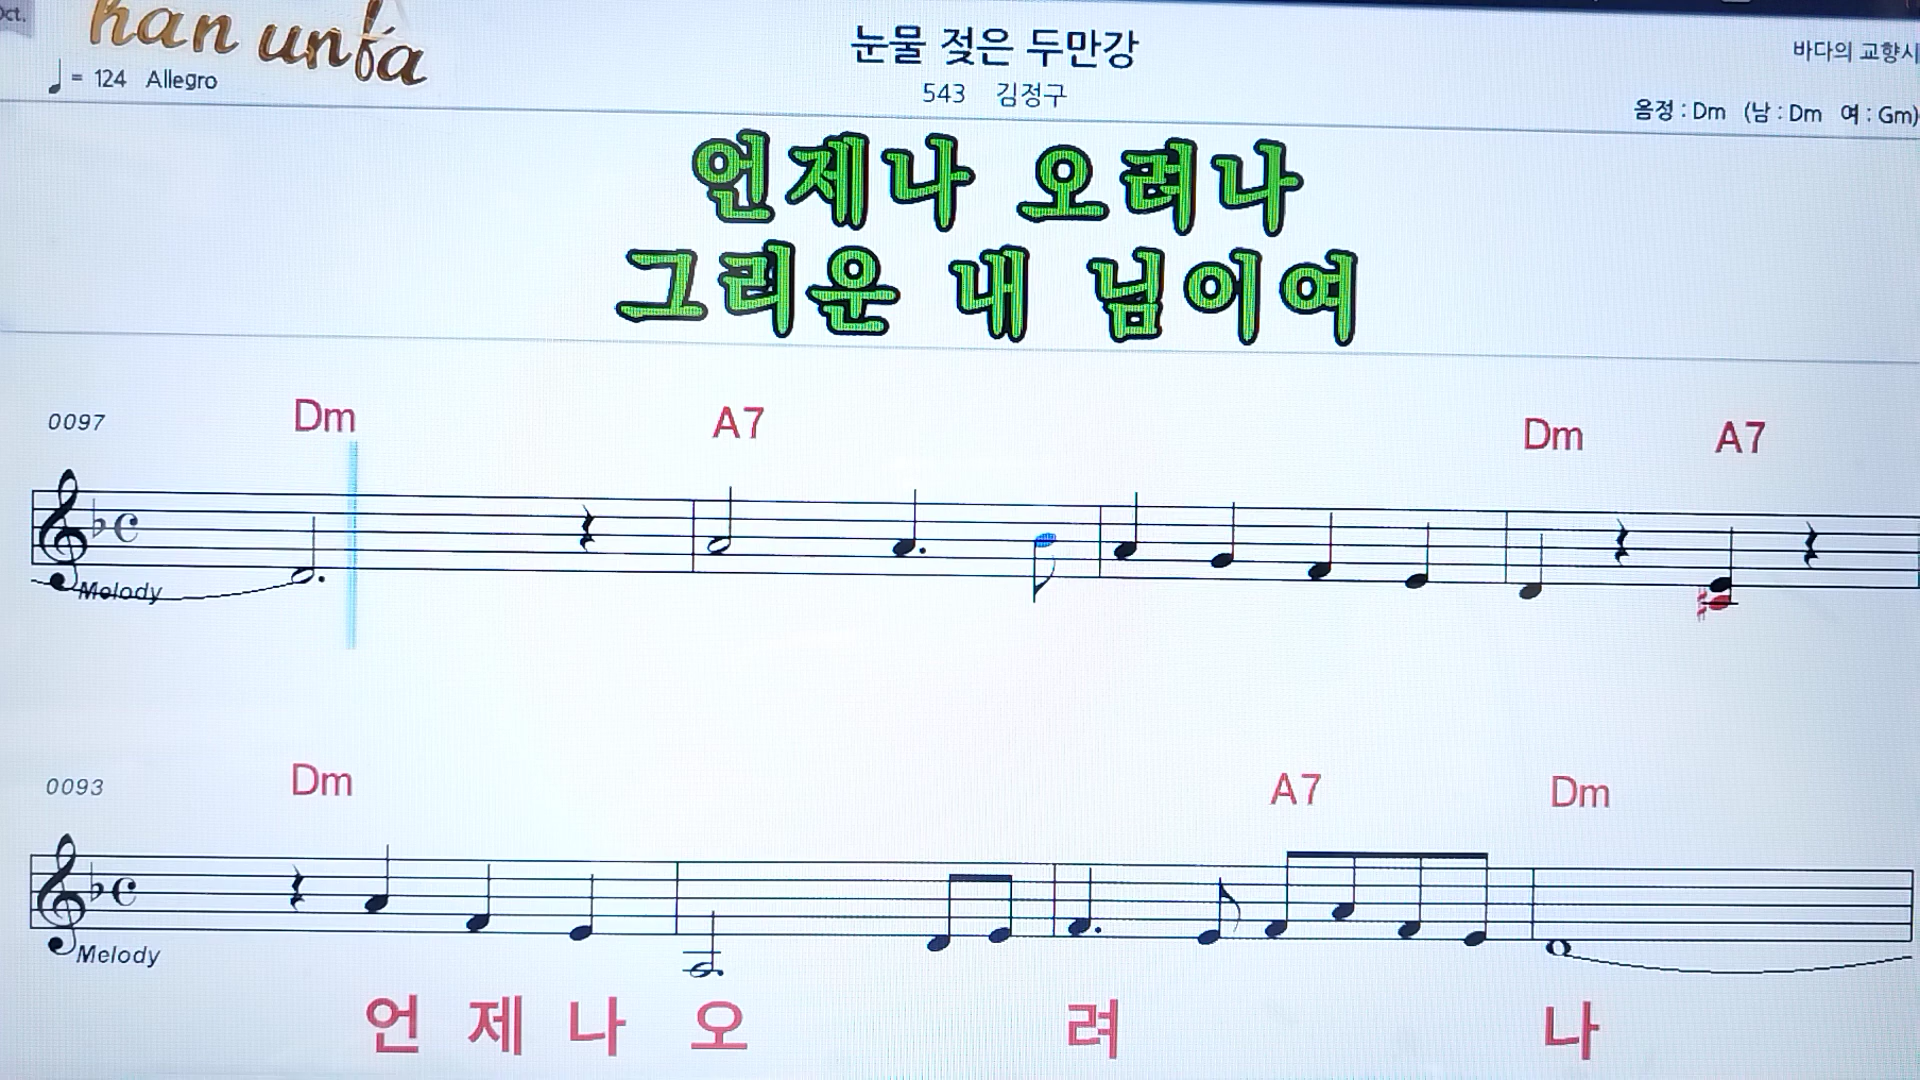 Oct.
han unfa
눈물 젖은 두만강
바다의 교향시
♩ = 124 Allegro
543 김정구
음정 : Dm (남 : Dm 여 : Gm)
언제나 오려나
그리운 내 님이여
0097 Dm A7 Dm A7
Melody
0093 Dm A7 Dm
Melody
언 제 나 오 려 나